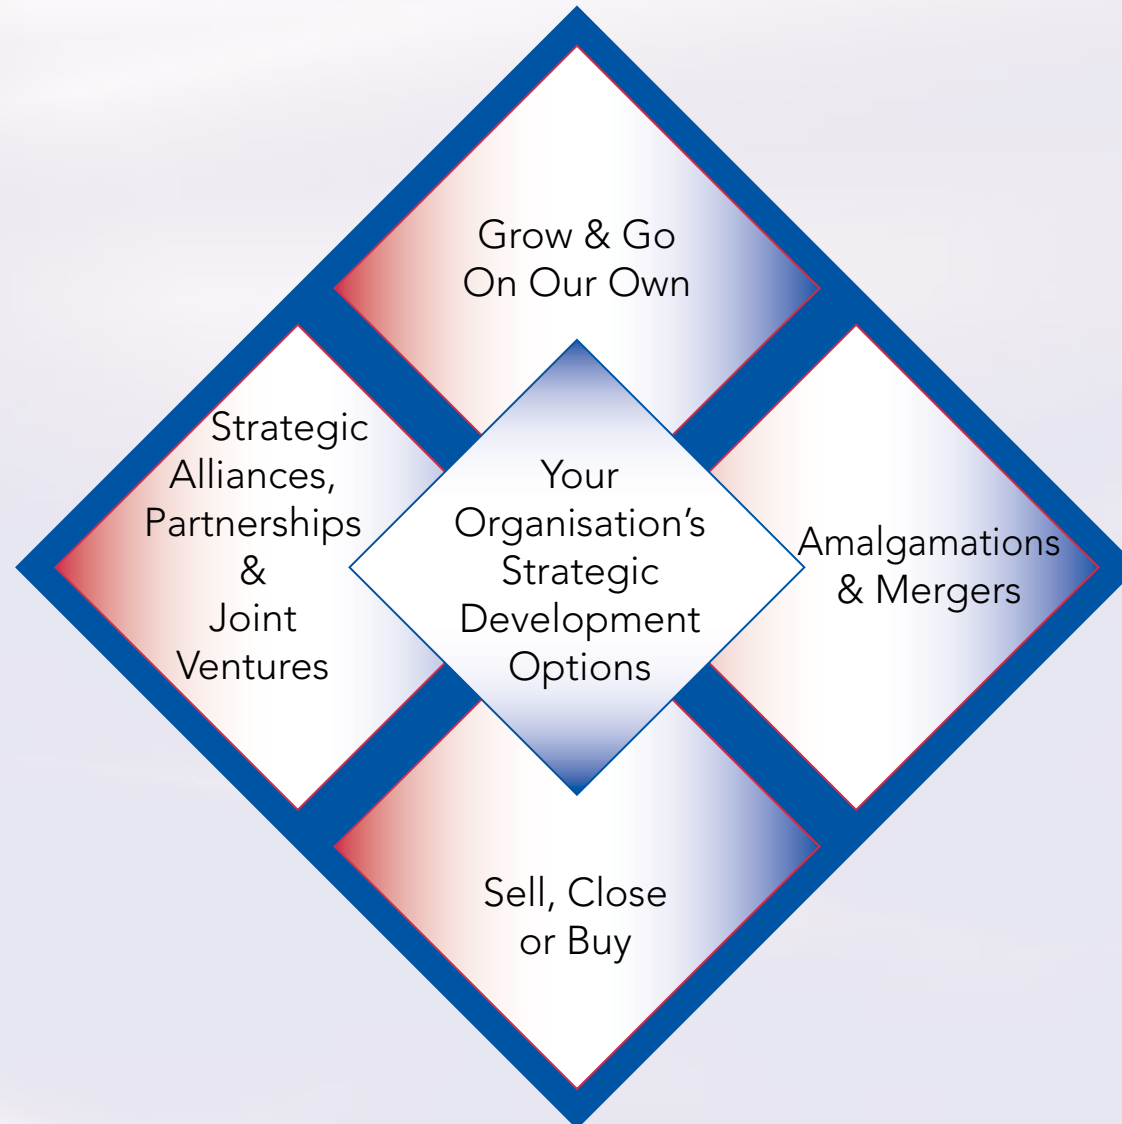 Grow & Go
On Our Own
Strategic
Alliances,
Partnerships
&
Joint
Ventures
Your
Organisation’s
Strategic
Development
Options
Amalgamations
& Mergers
Sell, Close
or Buy